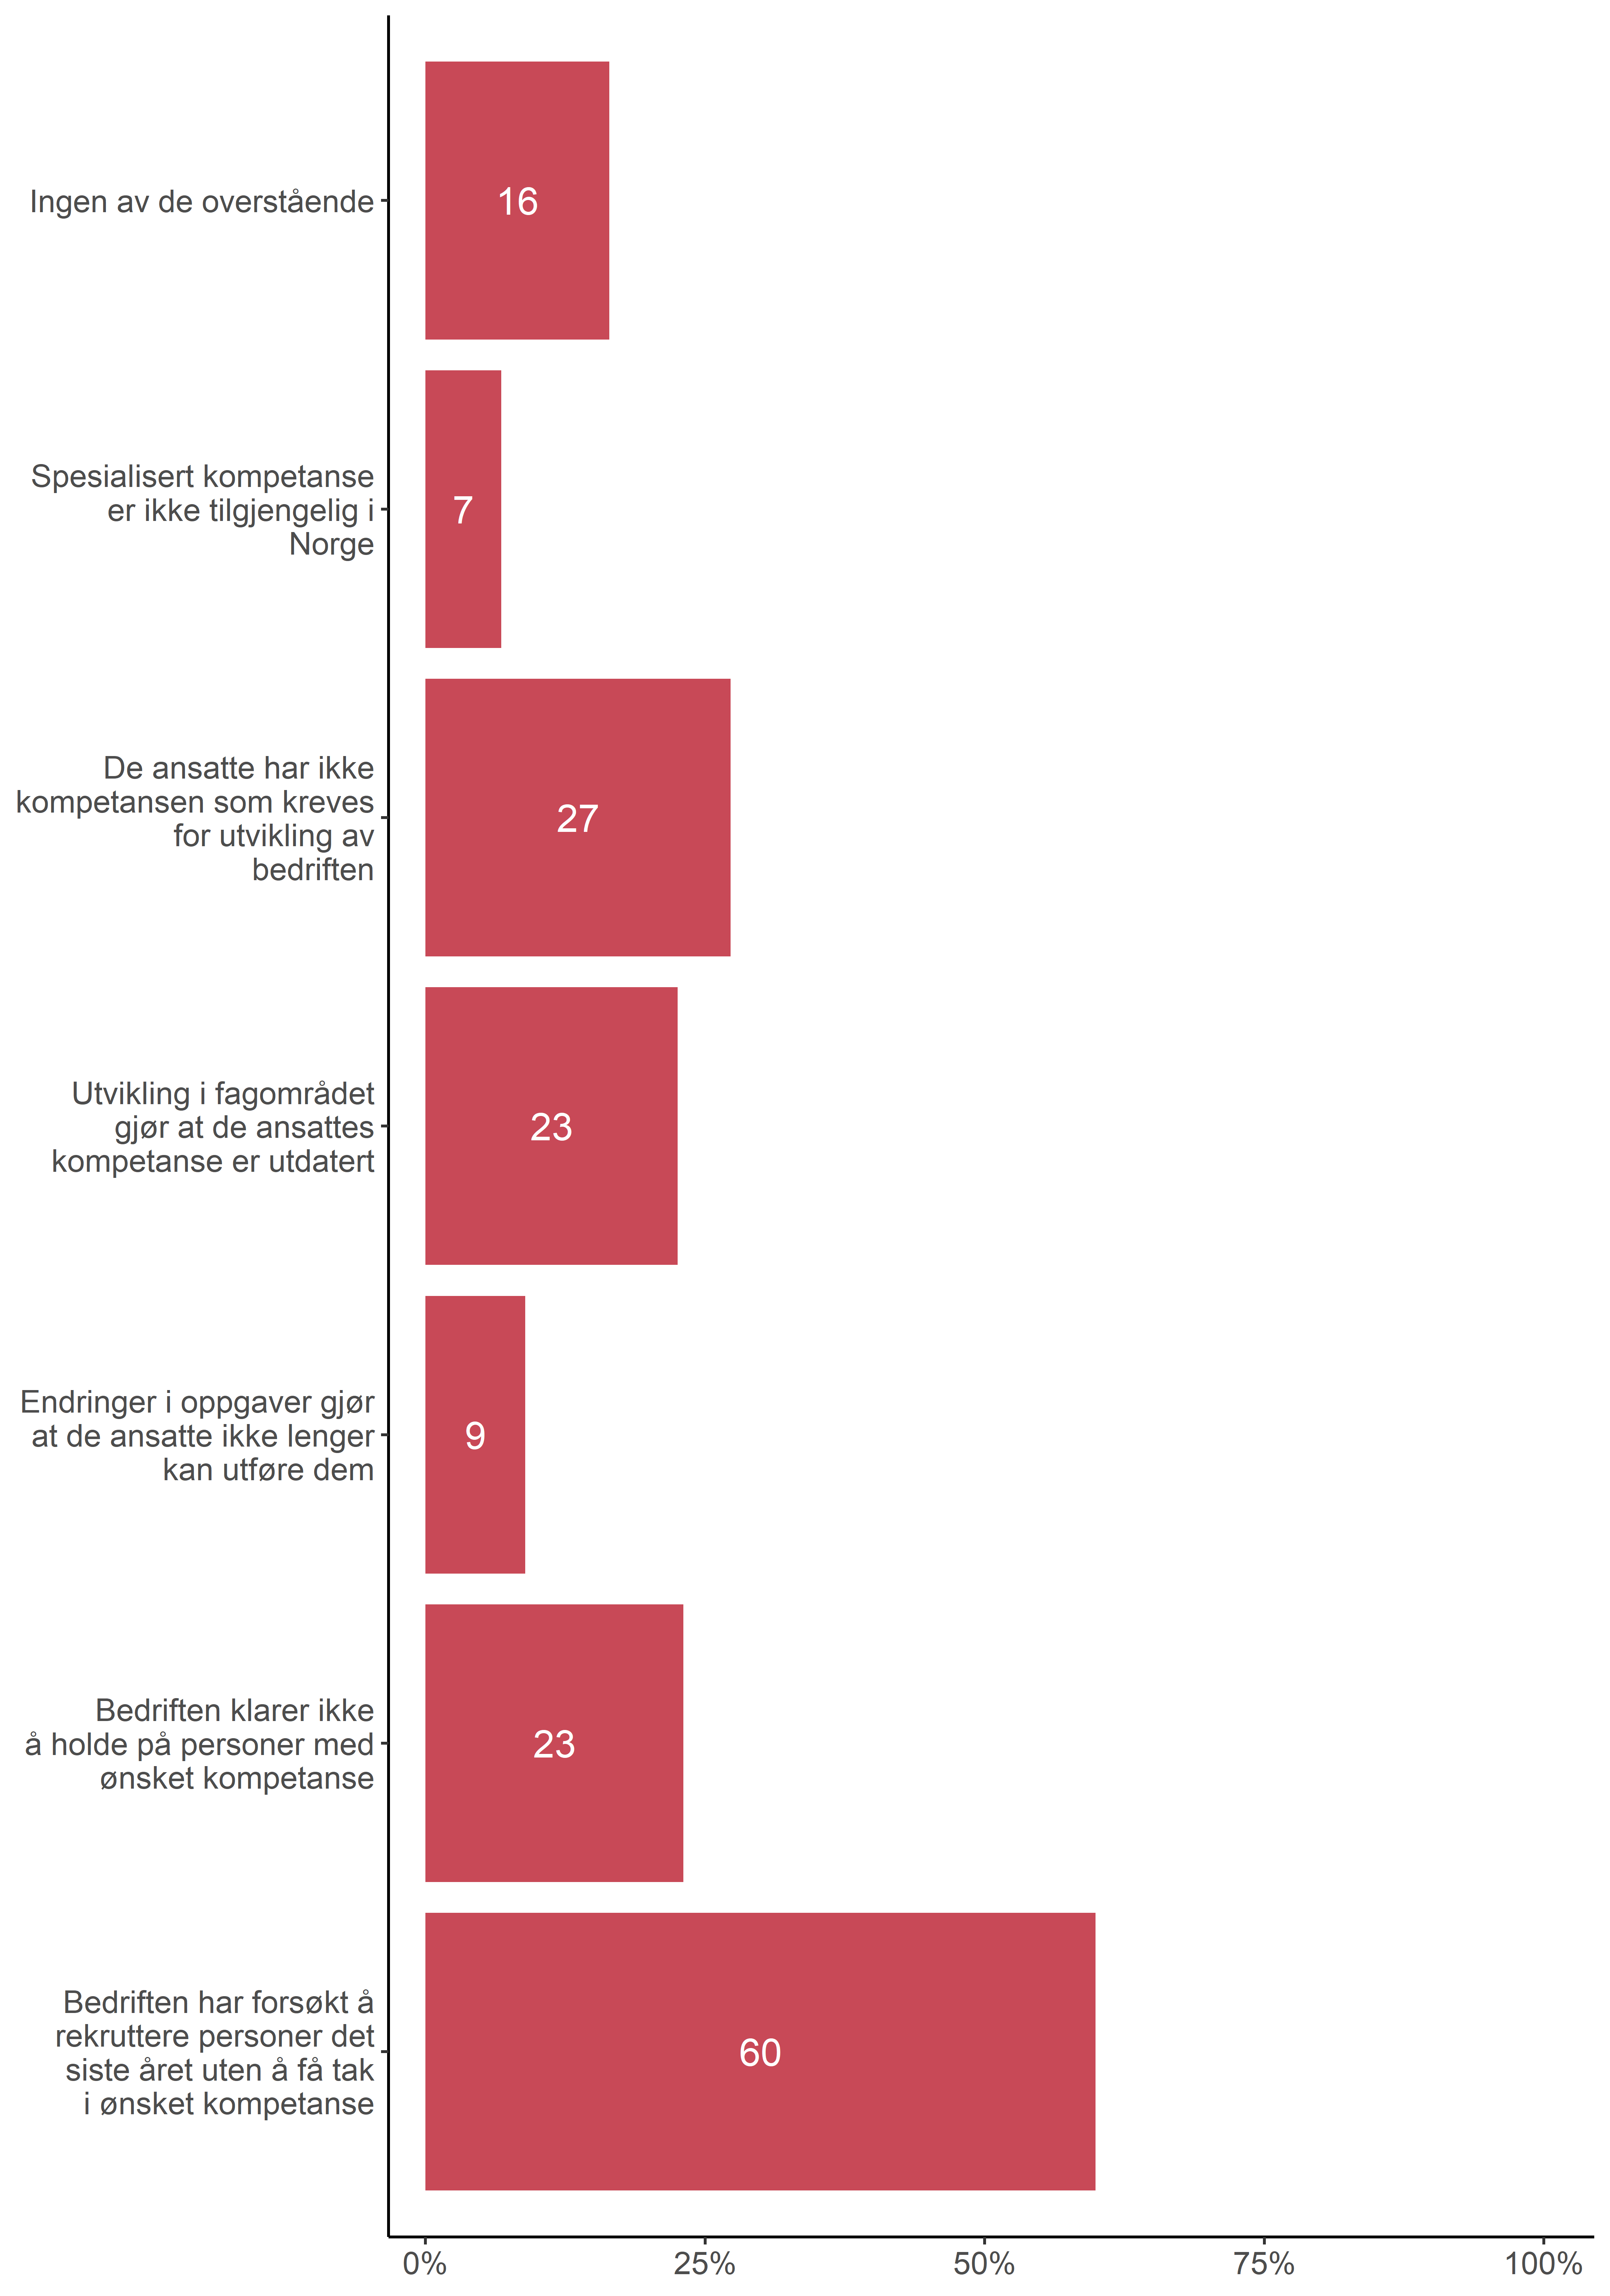 Ingen av de overstående
16
Spesialisert kompetanse
er ikke tilgjengelig i
Norge
7
De ansatte har ikke
kompetansen som kreves
for utvikling av
bedriften
27
Utvikling i fagområdet
gjør at de ansattes
kompetanse er utdatert
23
Endringer i oppgaver gjør
at de ansatte ikke lenger
kan utføre dem
9
Bedriften klarer ikke
å holde på personer med
ønsket kompetanse
23
Bedriften har forsøkt å
rekruttere personer det
siste året uten å få tak
i ønsket kompetanse
60
0% 25% 50% 75% 100%